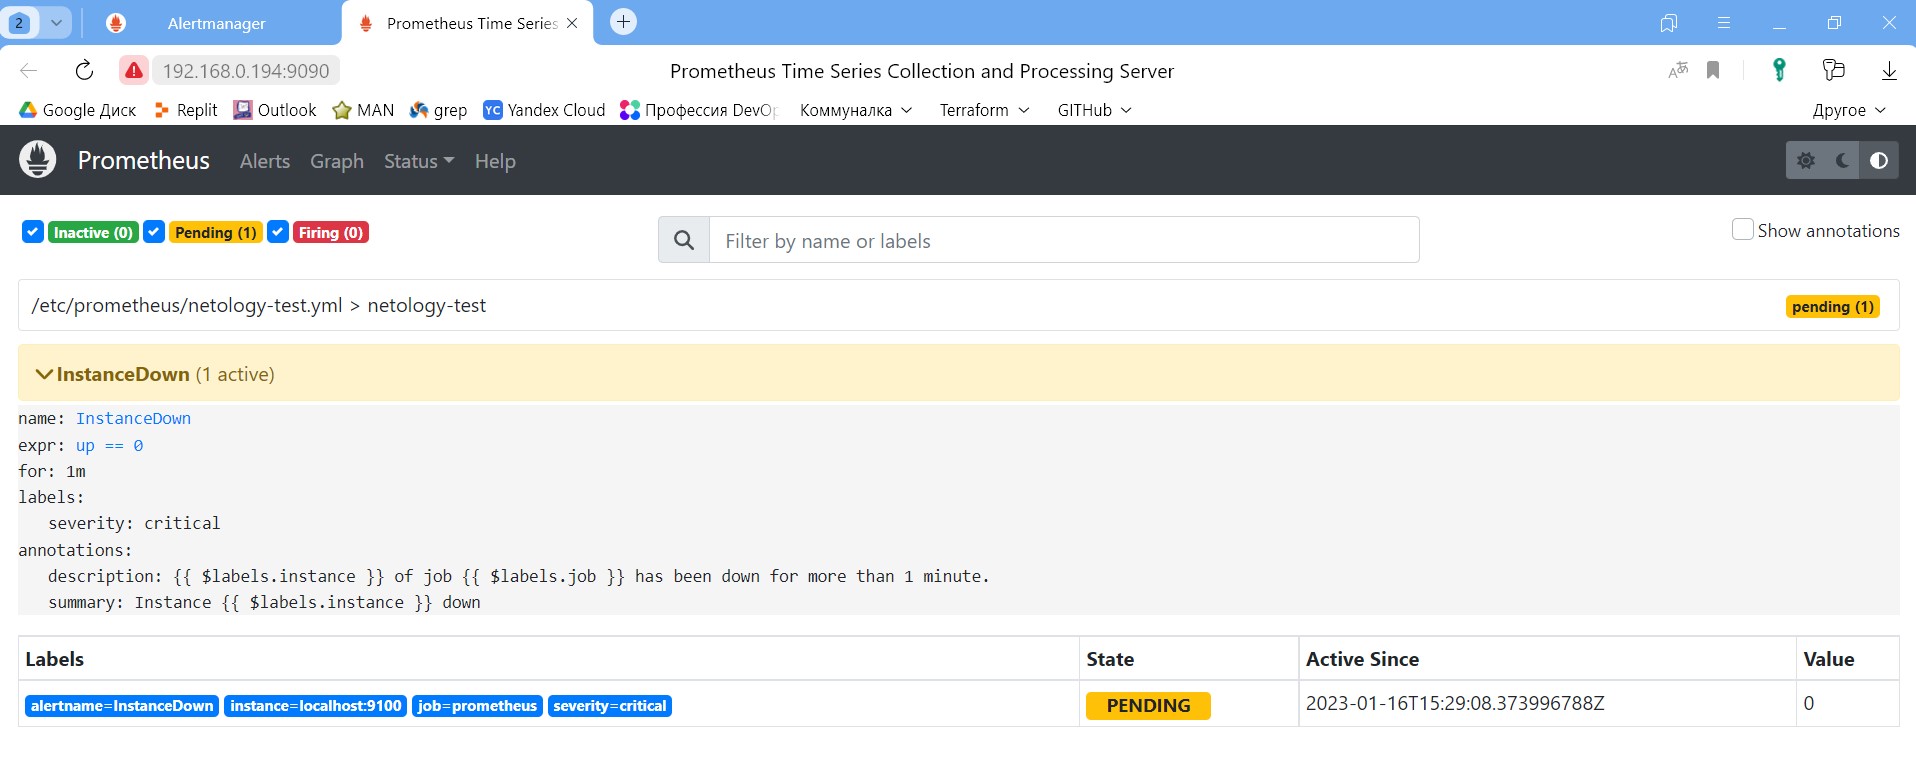 2 Alertmanager Prometheus Time Series
192.168.0.194:9090 Prometheus Time Series Collection and Processing Server
Google Диск Replit Outlook MAN grep YC Yandex Cloud Профессия DevOp Коммуналка Terraform GITHub Другое
Prometheus Alerts Graph Status Help
Inactive (0) Pending (1) Firing (0) Filter by name or labels Show annotations
/etc/prometheus/netology-test.yml > netology-test pending (1)
InstanceDown (1 active)
name: InstanceDown
expr: up == 0
for: 1m
labels:
severity: critical
annotations:
description: {{ $labels.instance }} of job {{ $labels.job }} has been down for more than 1 minute.
summary: Instance {{ $labels.instance }} down
Labels State Active Since Value
alertname=InstanceDown instance=localhost:9100 job=prometheus severity=critical PENDING 2023-01-16T15:29:08.373996788Z 0